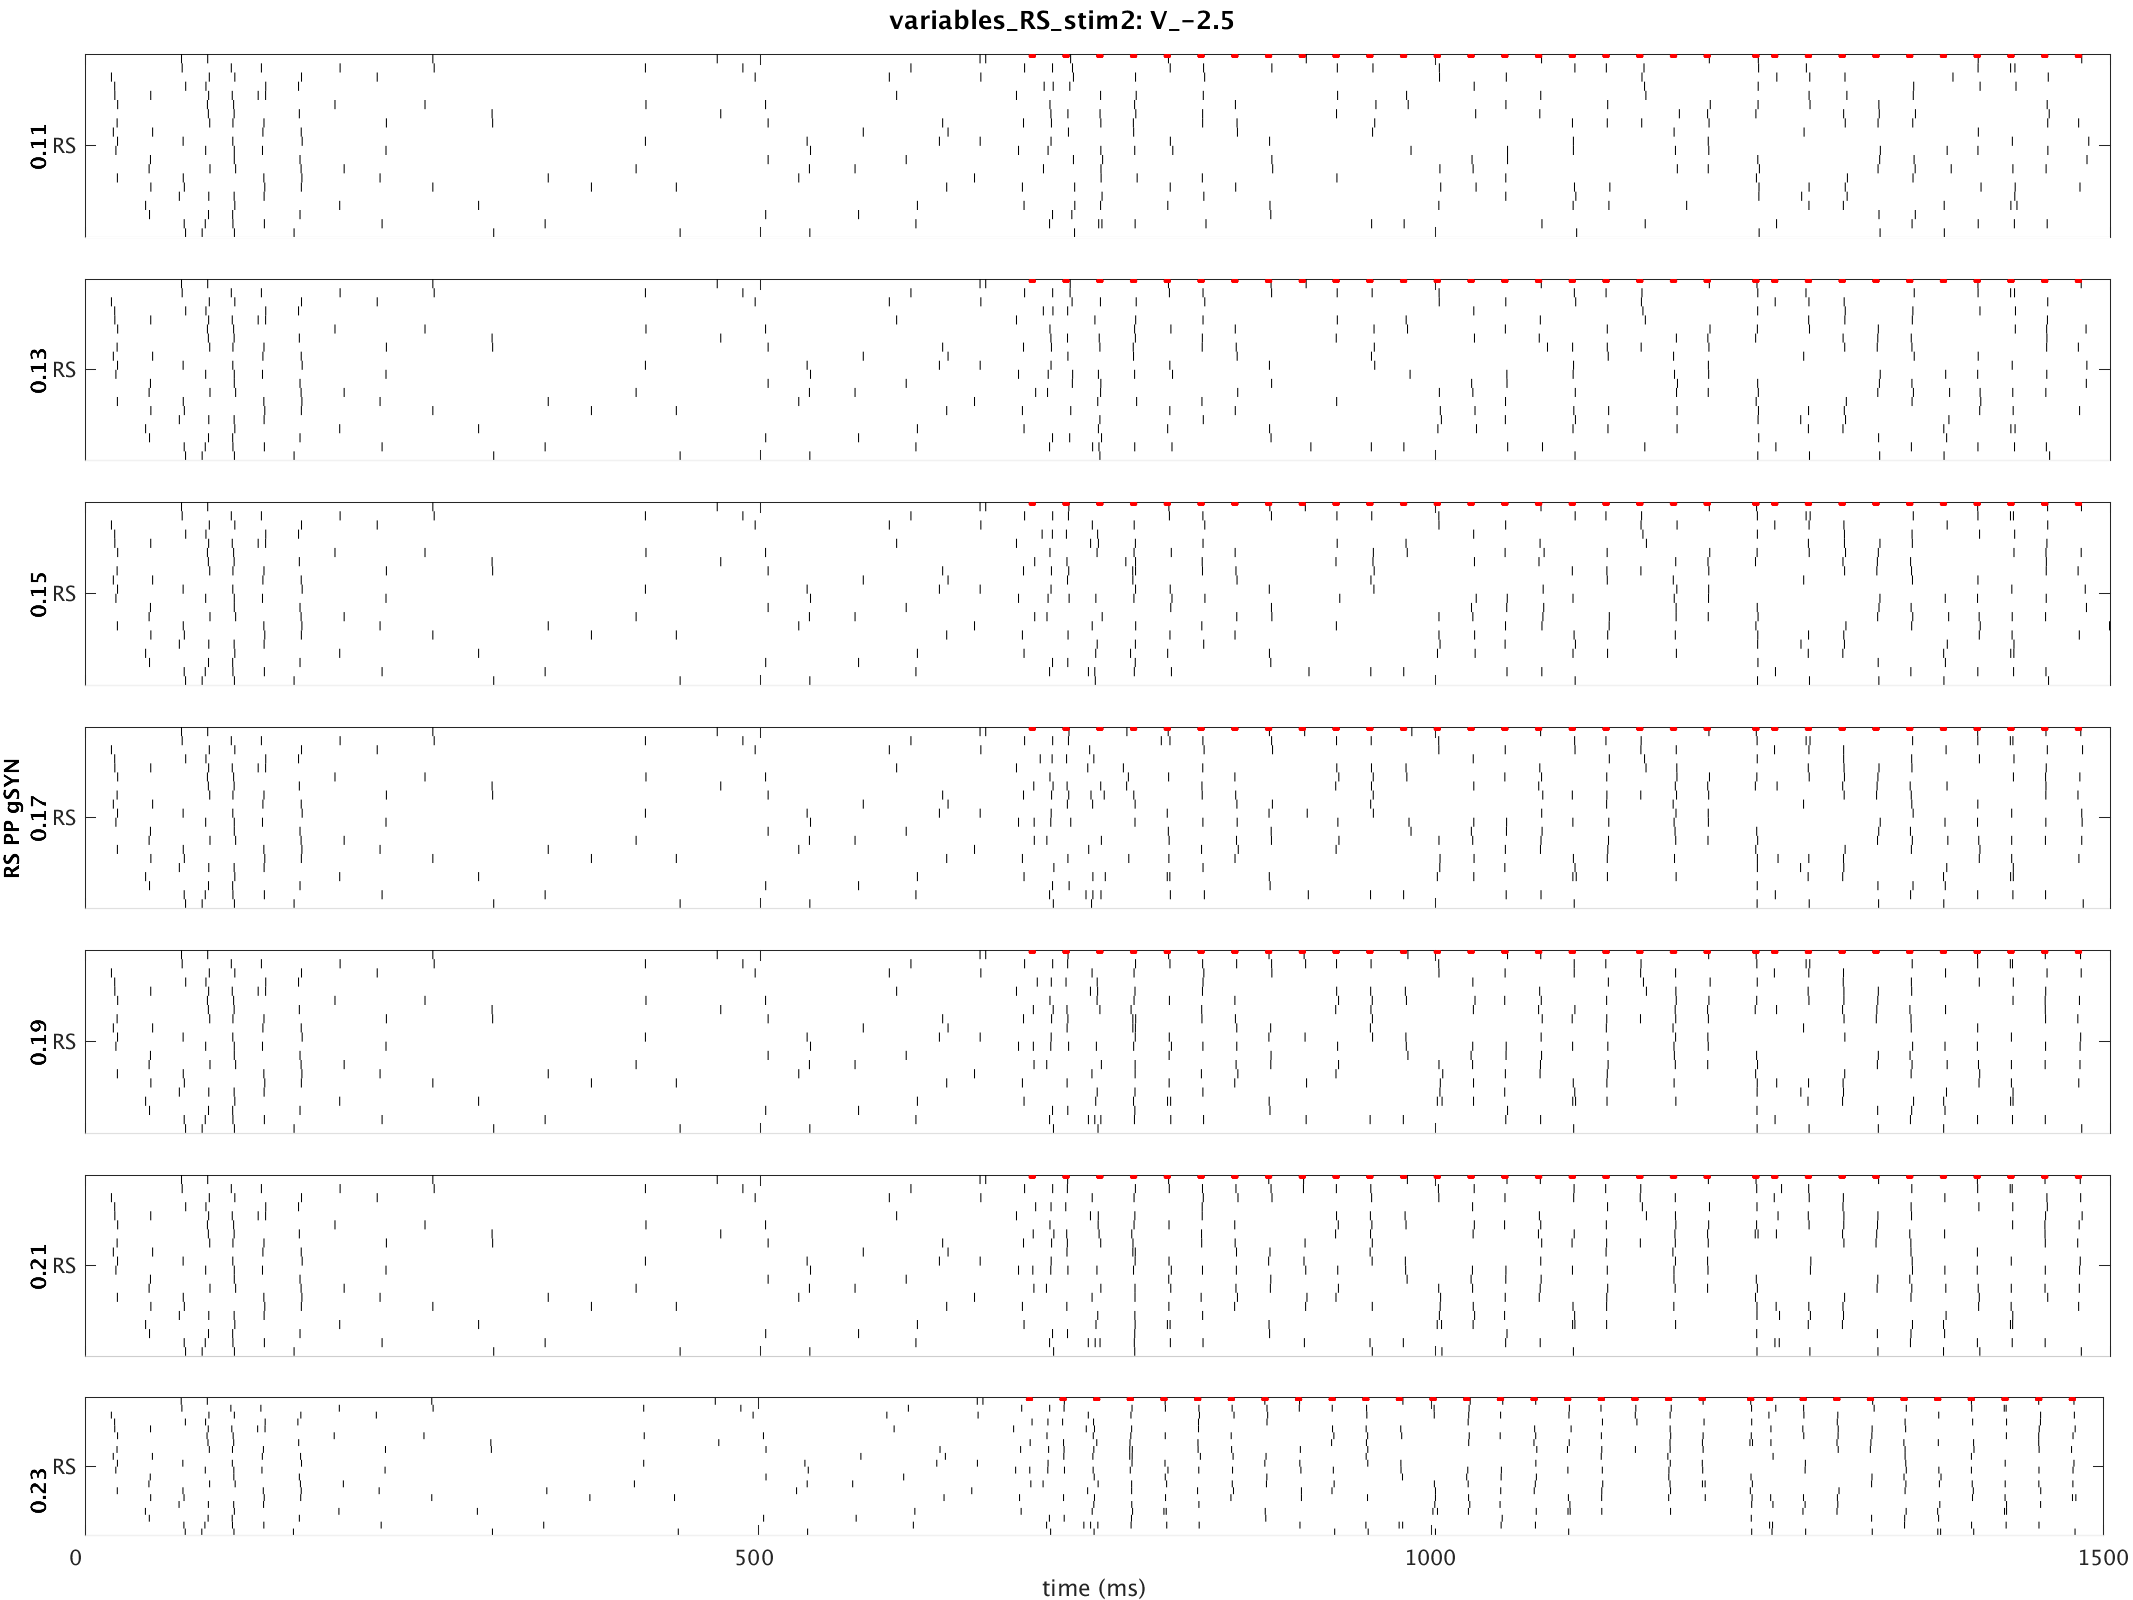 variables_RS_stim2: V_-2.5
RS PP gSYN
0.11
RS
0.13
RS
0.15
RS
0.17
RS
0.19
RS
0.21
RS
0.23
RS
0
500
1000
1500
time (ms)